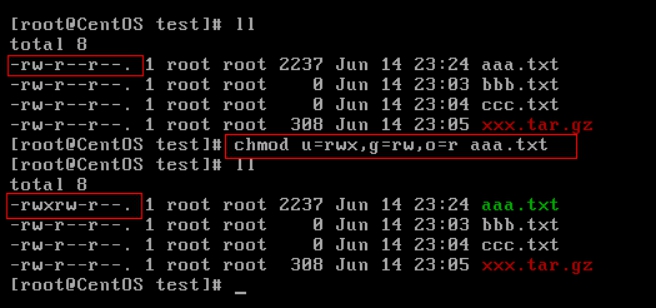 [root@CentOS test]# ll
total 8
-rw-r--r--. 1 root root 2237 Jun 14 23:24 aaa.txt
-rw-r--r--. 1 root root    0 Jun 14 23:03 bbb.txt
-rw-r--r--. 1 root root    0 Jun 14 23:04 ccc.txt
-rw-r--r--. 1 root root  308 Jun 14 23:05 xxx.tar.gz
[root@CentOS test]# chmod u=rwx,g=rw,o=r aaa.txt
[root@CentOS test]# ll
total 8
-rwxrw-r--. 1 root root 2237 Jun 14 23:24 aaa.txt
-rw-r--r--. 1 root root    0 Jun 14 23:03 bbb.txt
-rw-r--r--. 1 root root    0 Jun 14 23:04 ccc.txt
-rw-r--r--. 1 root root  308 Jun 14 23:05 xxx.tar.gz
[root@CentOS test]# _